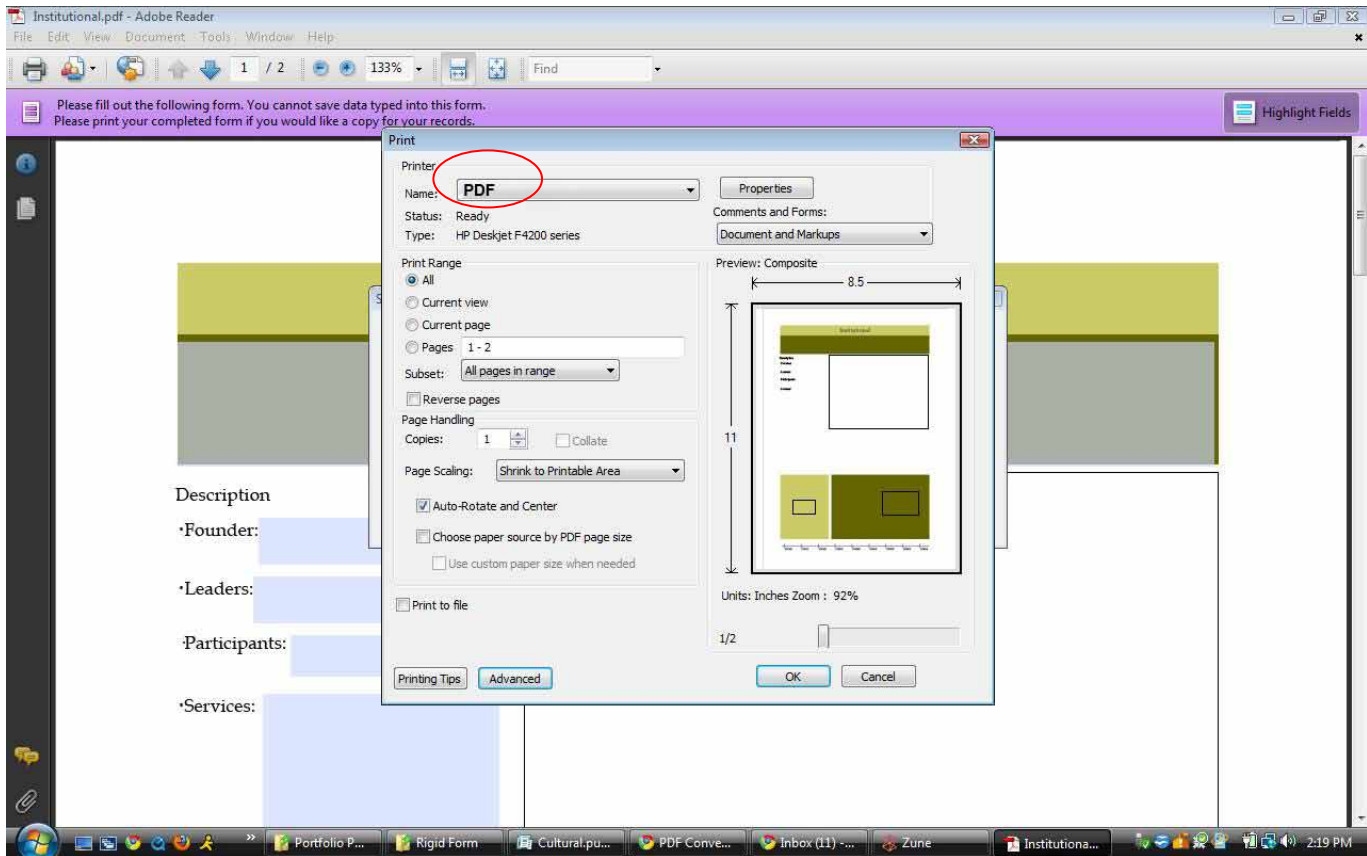 Institutional.pdf - Adobe Reader
File Edit View Document Tools Window Help
1 / 2 133% Find
Please fill out the following form. You cannot save data typed into this form.
Please print your completed form if you would like a copy for your records.
Highlight Fields
Print
Printer
Name: PDF Properties
Status: Ready Comments and Forms:
Type: HP Deskjet F4200 series Document and Markups
Print Range Preview: Composite
All 8.5
Current view
Current page
Pages 1 - 2
Subset: All pages in range
Reverse pages
Page Handling
Copies: 1 Collate 11
Page Scaling: Shrink to Printable Area
Auto-Rotate and Center
Choose paper source by PDF page size
Use custom paper size when needed
Units: Inches Zoom : 92%
Print to file
1/2
Printing Tips Advanced OK Cancel
Description
·Founder:
·Leaders:
·Participants:
·Services:
» Portfolio P... Rigid Form Cultural.pu... PDF Conve... Inbox (11) -... Zune Institutiona... 2:19 PM